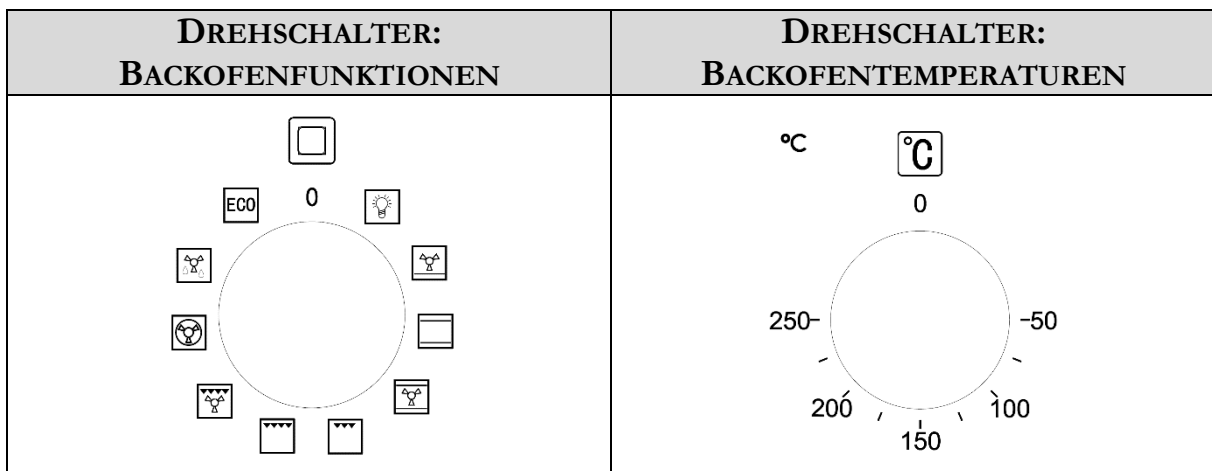 DREHSCHALTER:
BACKOFENFUNKTIONEN
DREHSCHALTER:
BACKOFENTEMPERATUREN
ECO
0
°C
°C
0
250
50
200
100
150